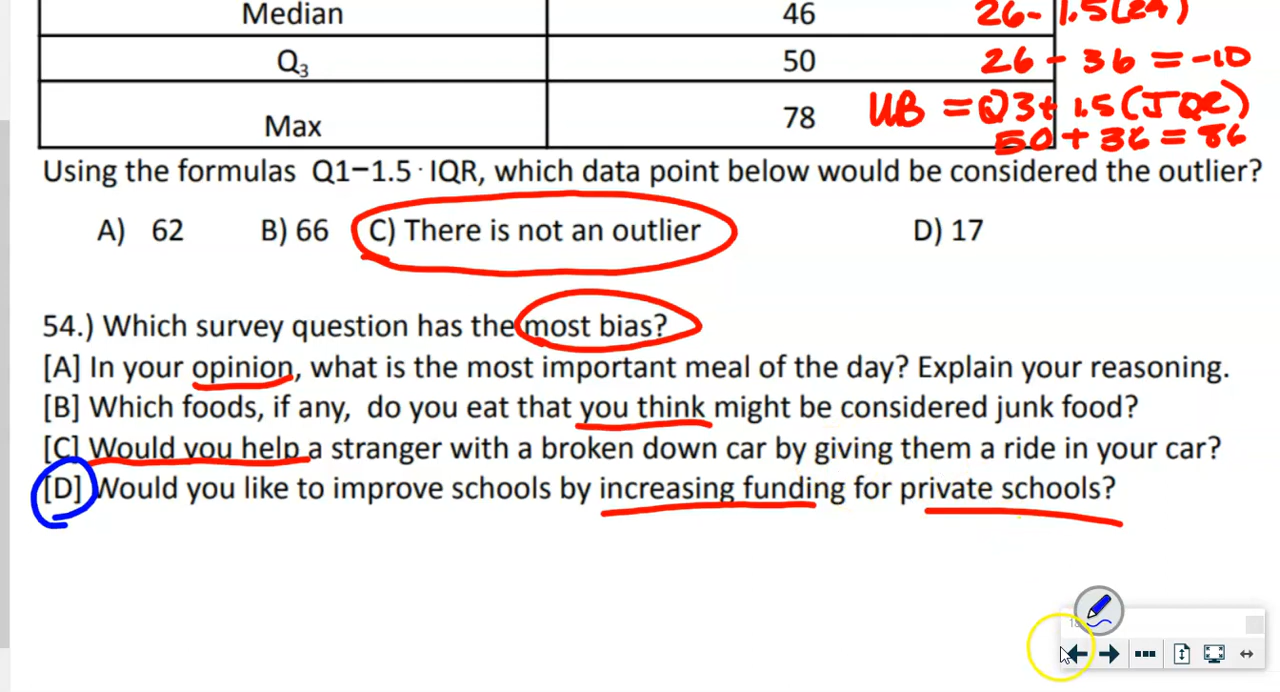 Median 46 26- 1.5(24)
Q3 50 26 - 36 = -10
Max 78 UB = Q3+ 1.5(IQR)
50 + 36 = 86
Using the formulas Q1−1.5 · IQR, which data point below would be considered the outlier?
A) 62 B) 66 C) There is not an outlier D) 17
54.) Which survey question has the most bias?
[A] In your opinion, what is the most important meal of the day? Explain your reasoning.
[B] Which foods, if any, do you eat that you think might be considered junk food?
[C] Would you help a stranger with a broken down car by giving them a ride in your car?
[D] Would you like to improve schools by increasing funding for private schools?